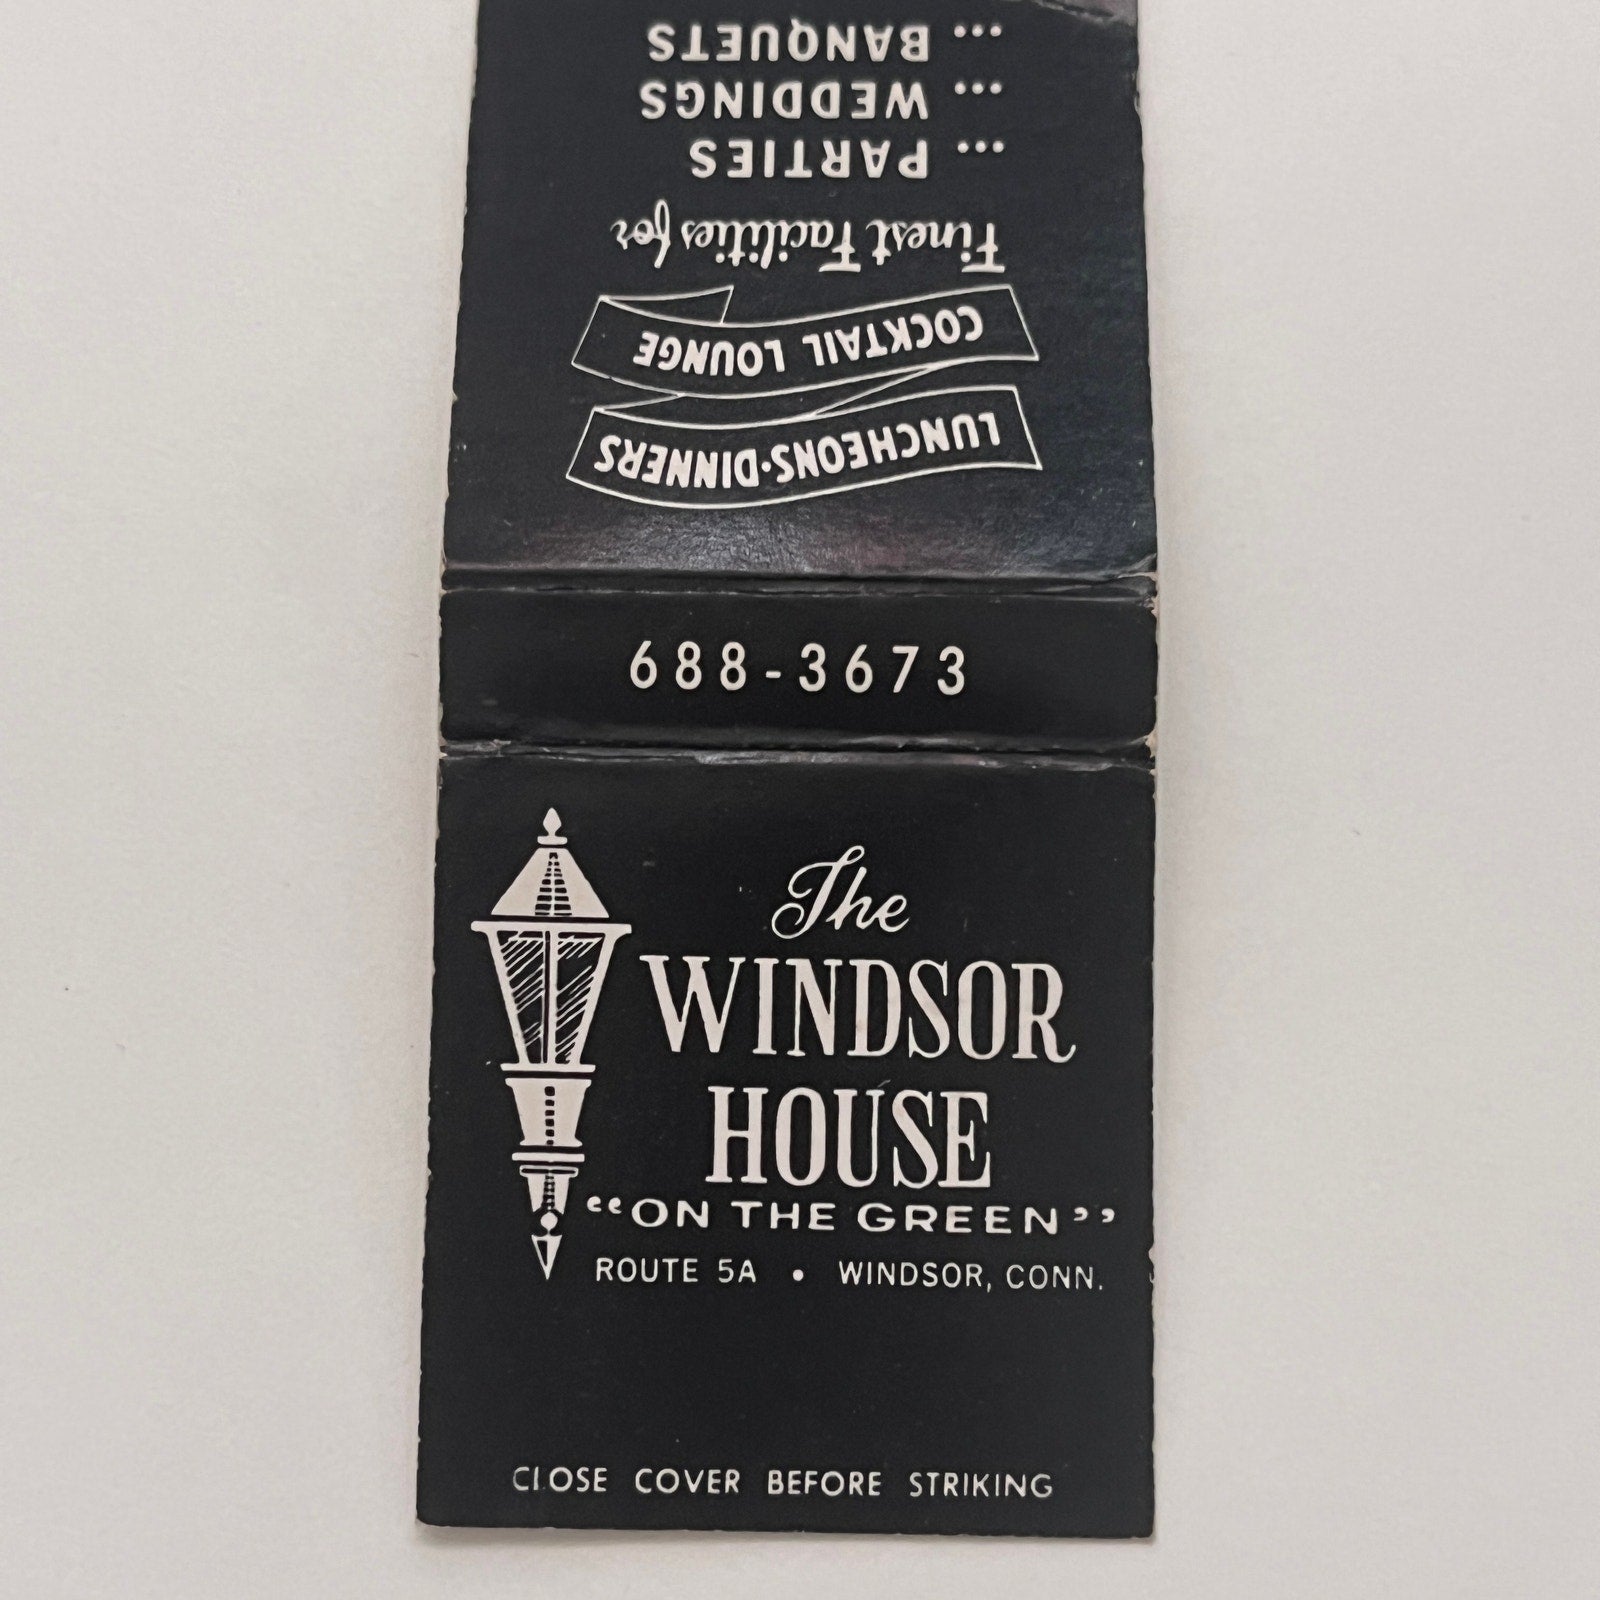 LUNCHEONS·DINNERS
COCKTAIL LOUNGE
Finest Facilities for
... PARTIES
... WEDDINGS
... BANQUETS
688-3673
The
WINDSOR
HOUSE
“ON THE GREEN”
ROUTE 5A • WINDSOR, CONN.
CLOSE COVER BEFORE STRIKING